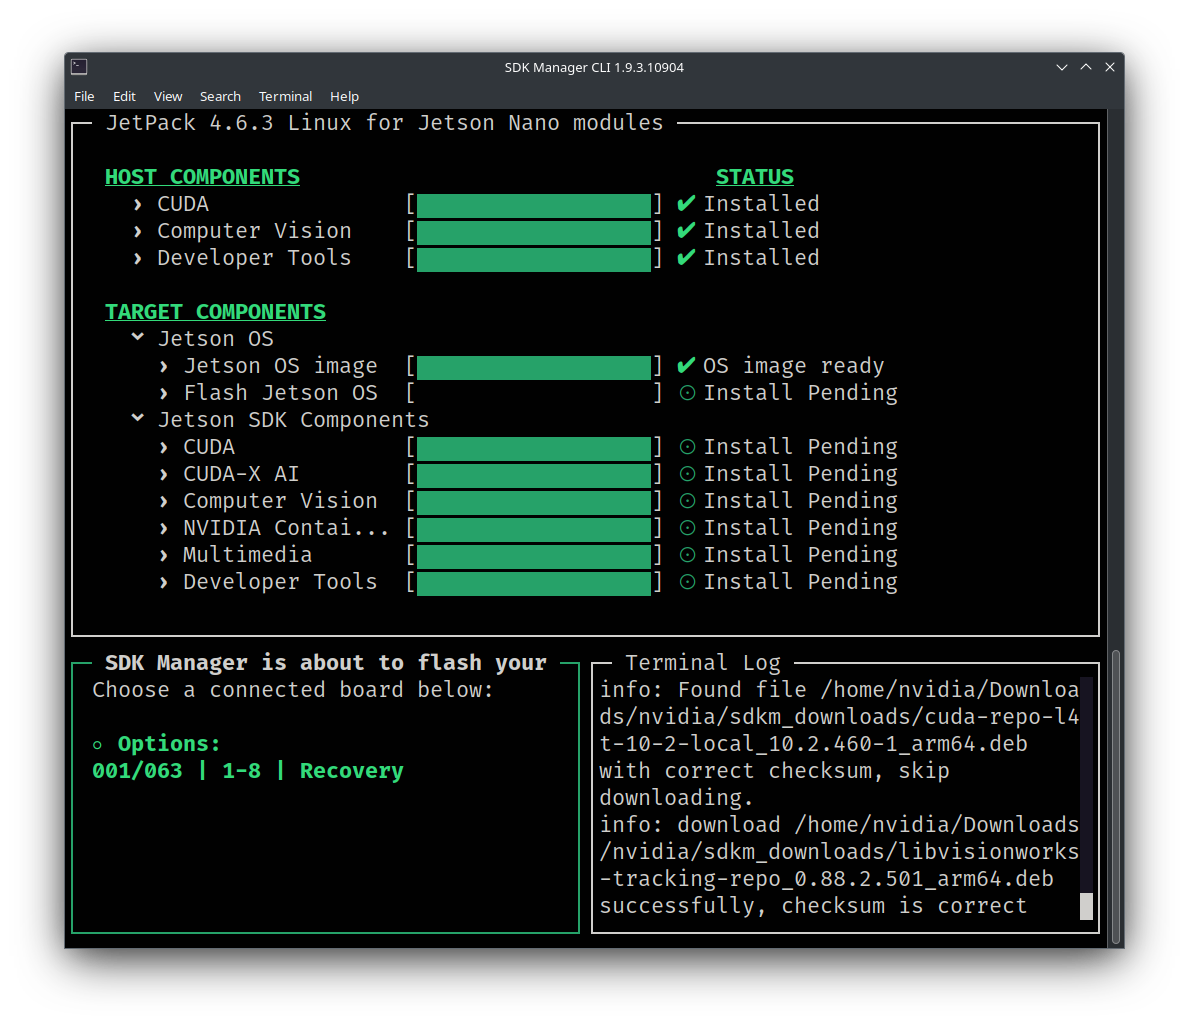 SDK Manager CLI 1.9.3.10904
File Edit View Search Terminal Help
JetPack 4.6.3 Linux for Jetson Nano modules
HOST COMPONENTS STATUS
› CUDA [ ] ✔ Installed
› Computer Vision [ ] ✔ Installed
› Developer Tools [ ] ✔ Installed
TARGET COMPONENTS
⌄ Jetson OS
› Jetson OS image [ ] ✔ OS image ready
› Flash Jetson OS [ ] ⊙ Install Pending
⌄ Jetson SDK Components
› CUDA [ ] ⊙ Install Pending
› CUDA-X AI [ ] ⊙ Install Pending
› Computer Vision [ ] ⊙ Install Pending
› NVIDIA Contai... [ ] ⊙ Install Pending
› Multimedia [ ] ⊙ Install Pending
› Developer Tools [ ] ⊙ Install Pending
SDK Manager is about to flash your
Choose a connected board below:
∘ Options:
001/063 | 1-8 | Recovery
Terminal Log
info: Found file /home/nvidia/Downloa
ds/nvidia/sdkm_downloads/cuda-repo-l4
t-10-2-local_10.2.460-1_arm64.deb
with correct checksum, skip
downloading.
info: download /home/nvidia/Downloads
/nvidia/sdkm_downloads/libvisionworks
-tracking-repo_0.88.2.501_arm64.deb
successfully, checksum is correct